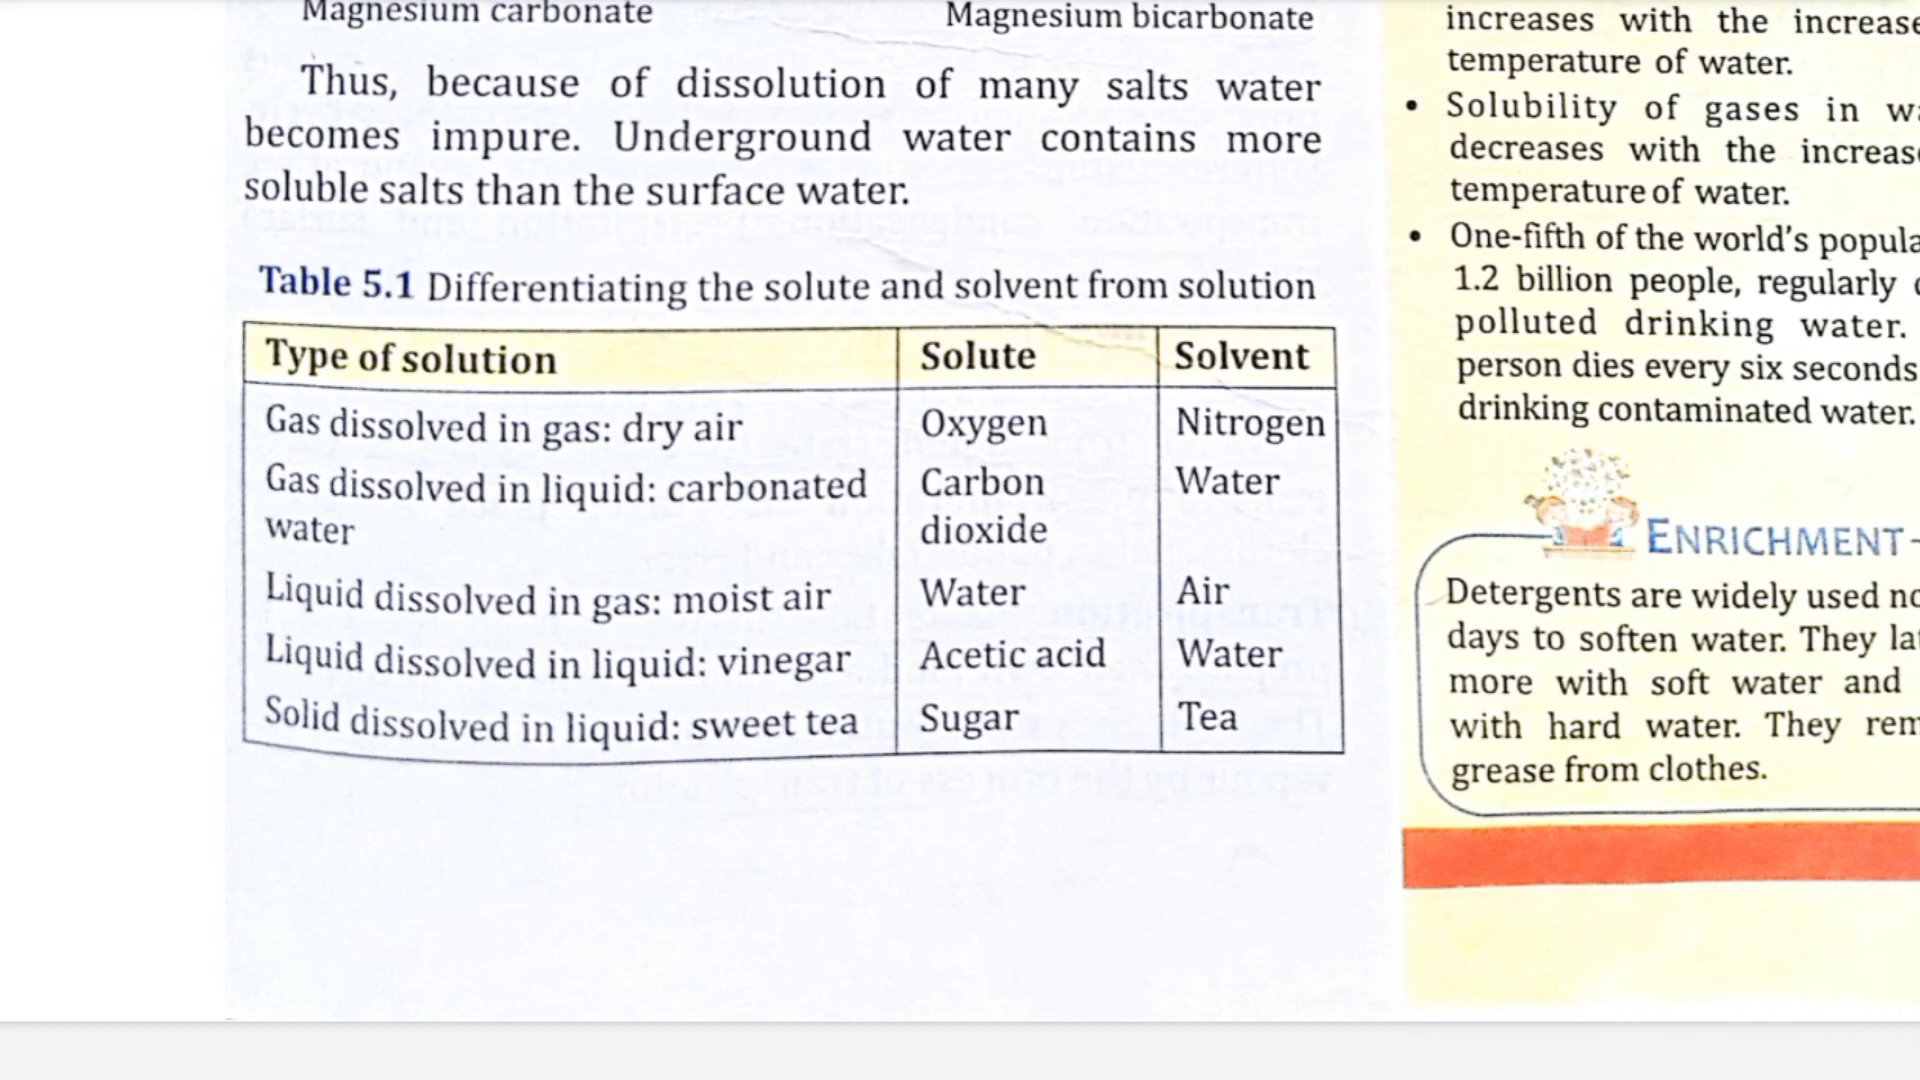 Magnesium carbonate Magnesium bicarbonate
Thus, because of dissolution of many salts water
becomes impure. Underground water contains more
soluble salts than the surface water.
Table 5.1 Differentiating the solute and solvent from solution
Type of solution Solute Solvent
Gas dissolved in gas: dry air Oxygen Nitrogen
Gas dissolved in liquid: carbonated Carbon Water
water dioxide
Liquid dissolved in gas: moist air Water Air
Liquid dissolved in liquid: vinegar Acetic acid Water
Solid dissolved in liquid: sweet tea Sugar Tea
increases with the increase
temperature of water.
• Solubility of gases in
decreases with the increase
temperature of water.
• One-fifth of the world's
1.2 billion people, regularly
polluted drinking water.
person dies every six seconds
drinking contaminated water.
ENRICHMENT
Detergents are widely used
days to soften water. They
more with soft water and
with hard water. They
grease from clothes.